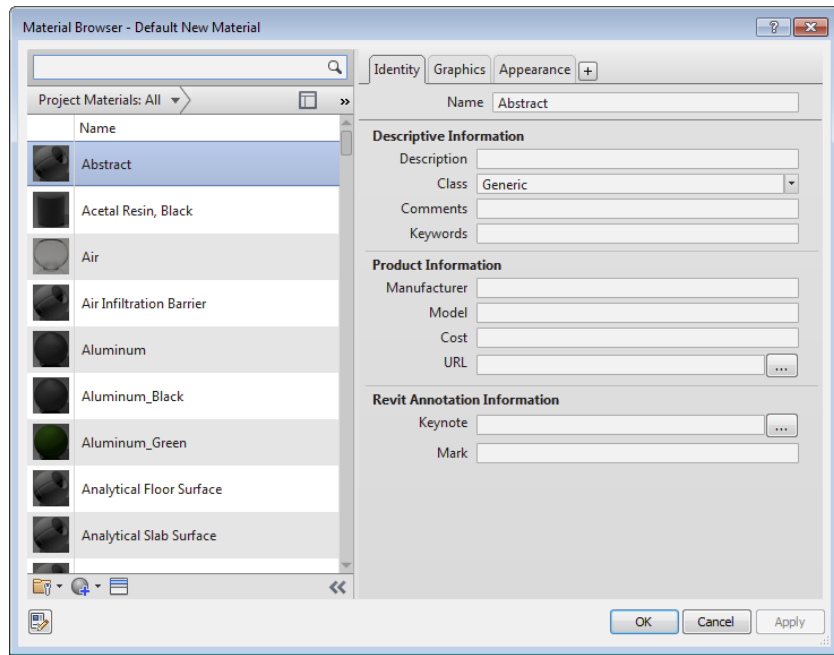 Material Browser - Default New Material
Identity Graphics Appearance +
Project Materials: All »
Name
Abstract
Acetal Resin, Black
Air
Air Infiltration Barrier
Aluminum
Aluminum_Black
Aluminum_Green
Analytical Floor Surface
Analytical Slab Surface
Name Abstract
Descriptive Information
Description
Class Generic
Comments
Keywords
Product Information
Manufacturer
Model
Cost
URL ...
Revit Annotation Information
Keynote ...
Mark
OK Cancel Apply